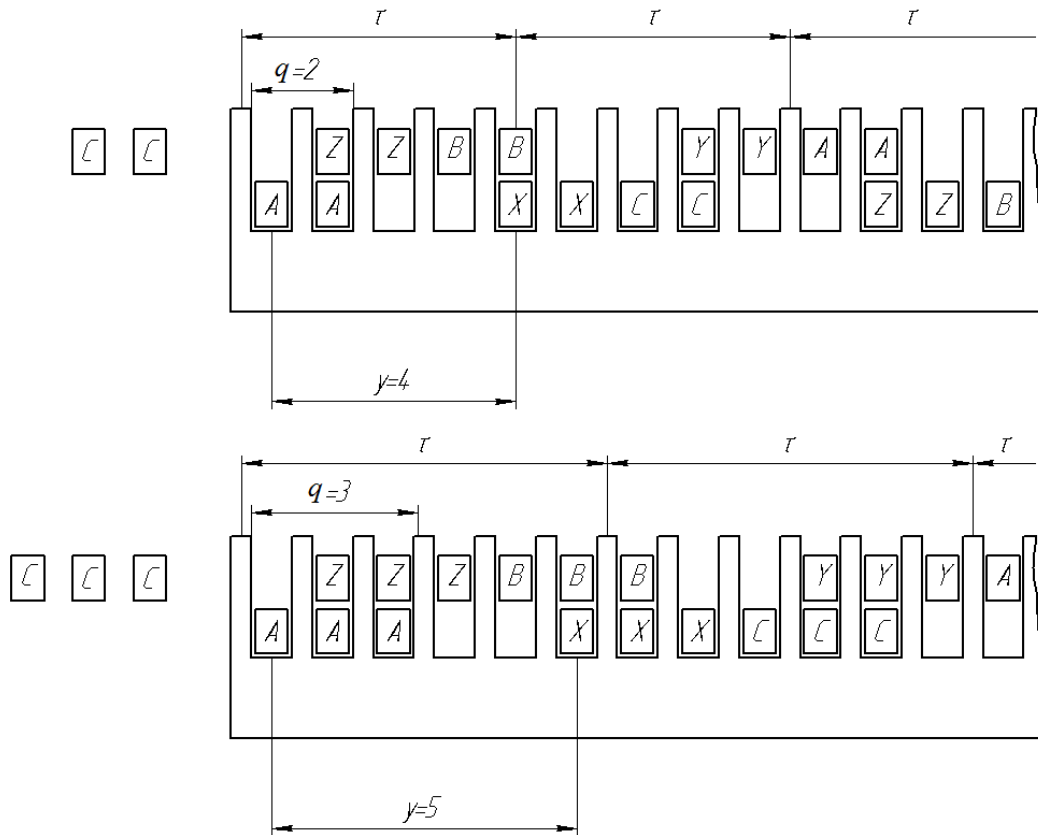 τ τ τ
q=2
C C Z Z B B Y Y A A
A A X X C C Z Z B
y=4
τ τ τ
q=3
C C C Z Z Z B B B Y Y Y A
A A A X X X C C C
y=5